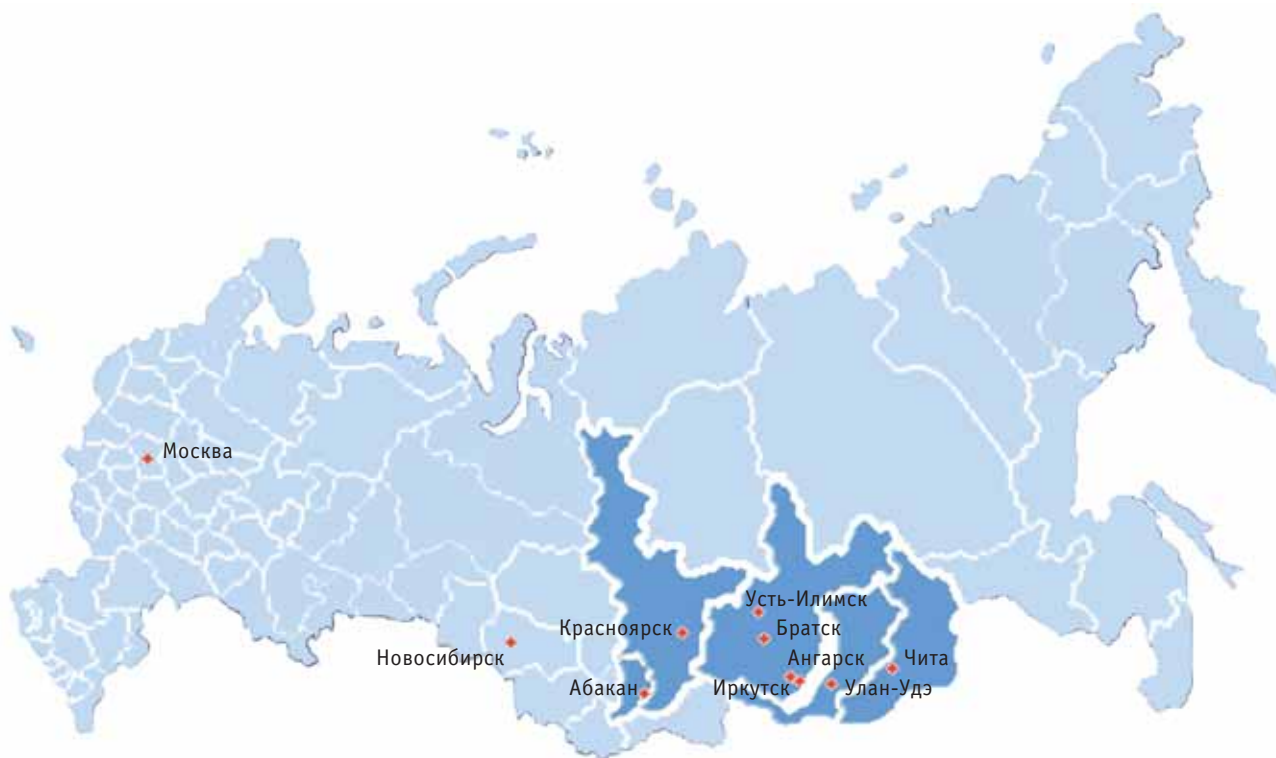 Москва
Усть-Илимск
Красноярск
Братск
Новосибирск
Ангарск
Чита
Абакан
Иркутск
Улан-Удэ